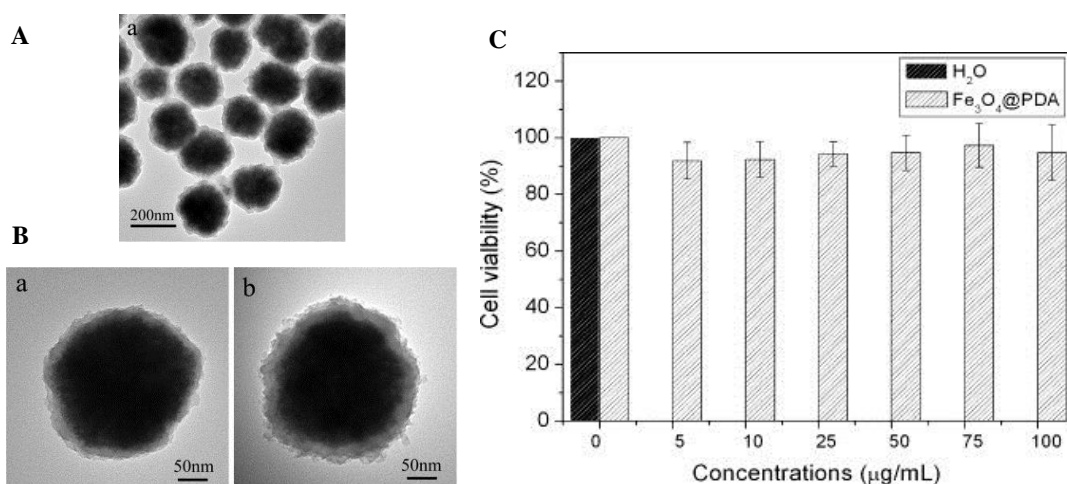 A
a
200nm
B
a
50nm
b
50nm
C
H₂O
Fe₃O₄@PDA
Cell vialbility (%)
120
100
80
60
40
20
0
0 5 10 25 50 75 100
Concentrations (μg/mL)